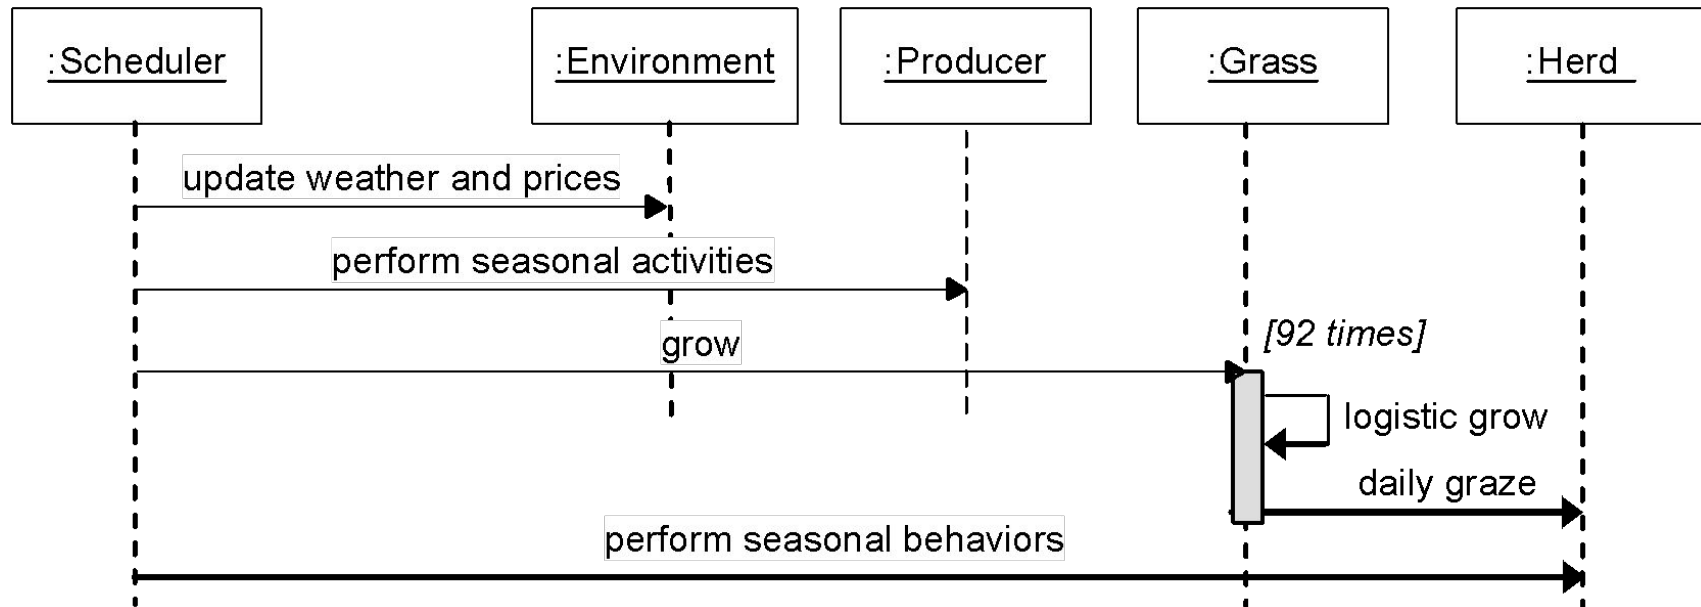 :Scheduler
:Environment
:Producer
:Grass
:Herd
update weather and prices
perform seasonal activities
grow
[92 times]
logistic grow
daily graze
perform seasonal behaviors